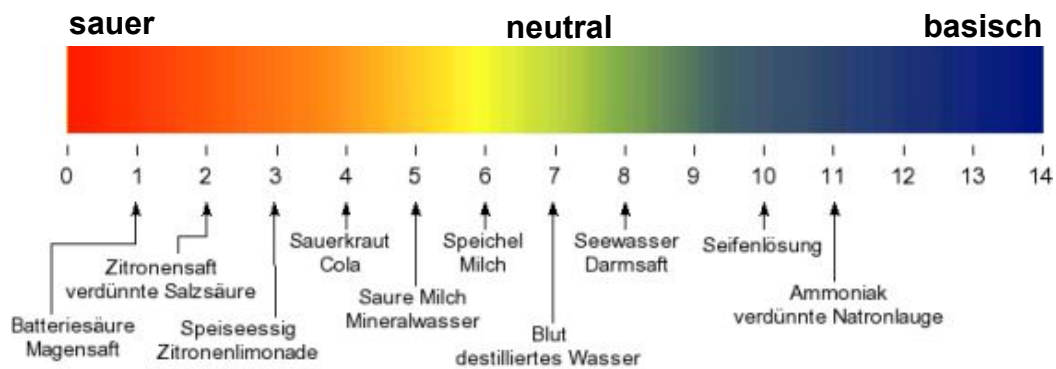 sauer neutral basisch
0 1 2 3 4 5 6 7 8 9 10 11 12 13 14
Batteriesäure
Magensaft
Zitronensaft
verdünnte Salzsäure
Speiseessig
Zitronenlimonade
Sauerkraut
Cola
Saure Milch
Mineralwasser
Speichel
Milch
Blut
destilliertes Wasser
Seewasser
Darmsaft
Seifenlösung
Ammoniak
verdünnte Natronlauge